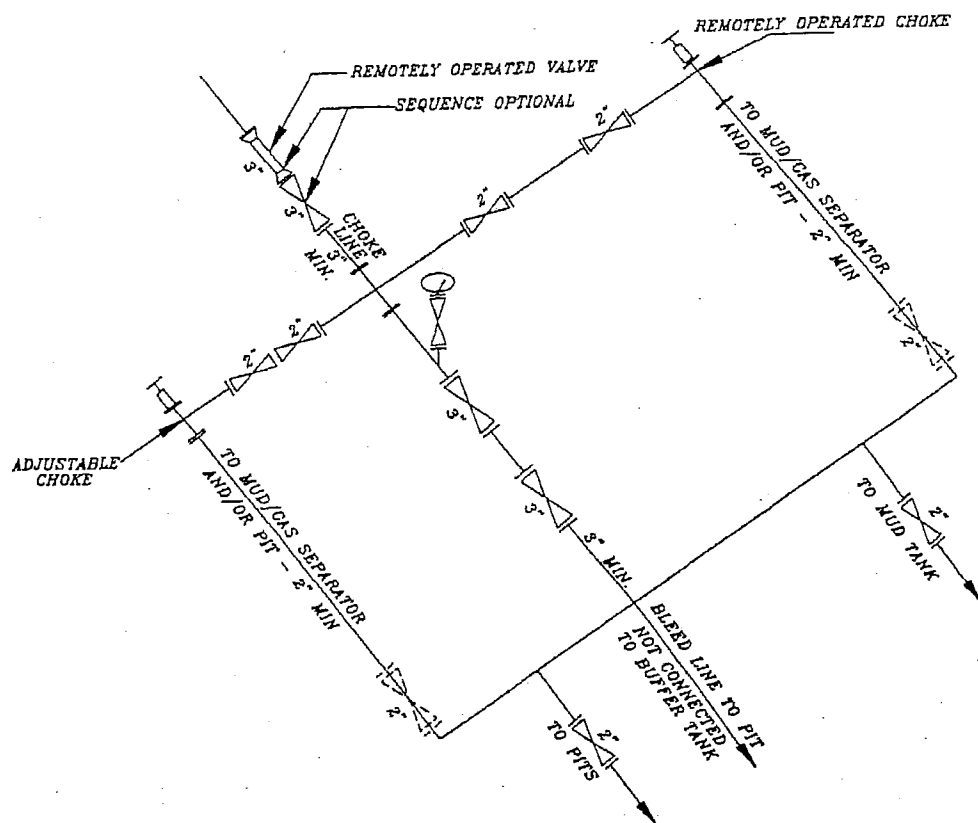 REMOTELY OPERATED CHOKE
REMOTELY OPERATED VALVE
SEQUENCE OPTIONAL
3"
3"
CHOKE
LINE
3"
MIN.
2"
2"
TO MUD/GAS SEPARATOR
AND/OR PIT - 2" MIN
2"
2"
2"
ADJUSTABLE
CHOKE
TO MUD/GAS SEPARATOR
AND/OR PIT - 2" MIN
2"
3"
3"
3" MIN.
BLEED LINE TO PIT
NOT CONNECTED
TO BUFFER TANK
2"
TO MUD TANK
2"
TO PITS